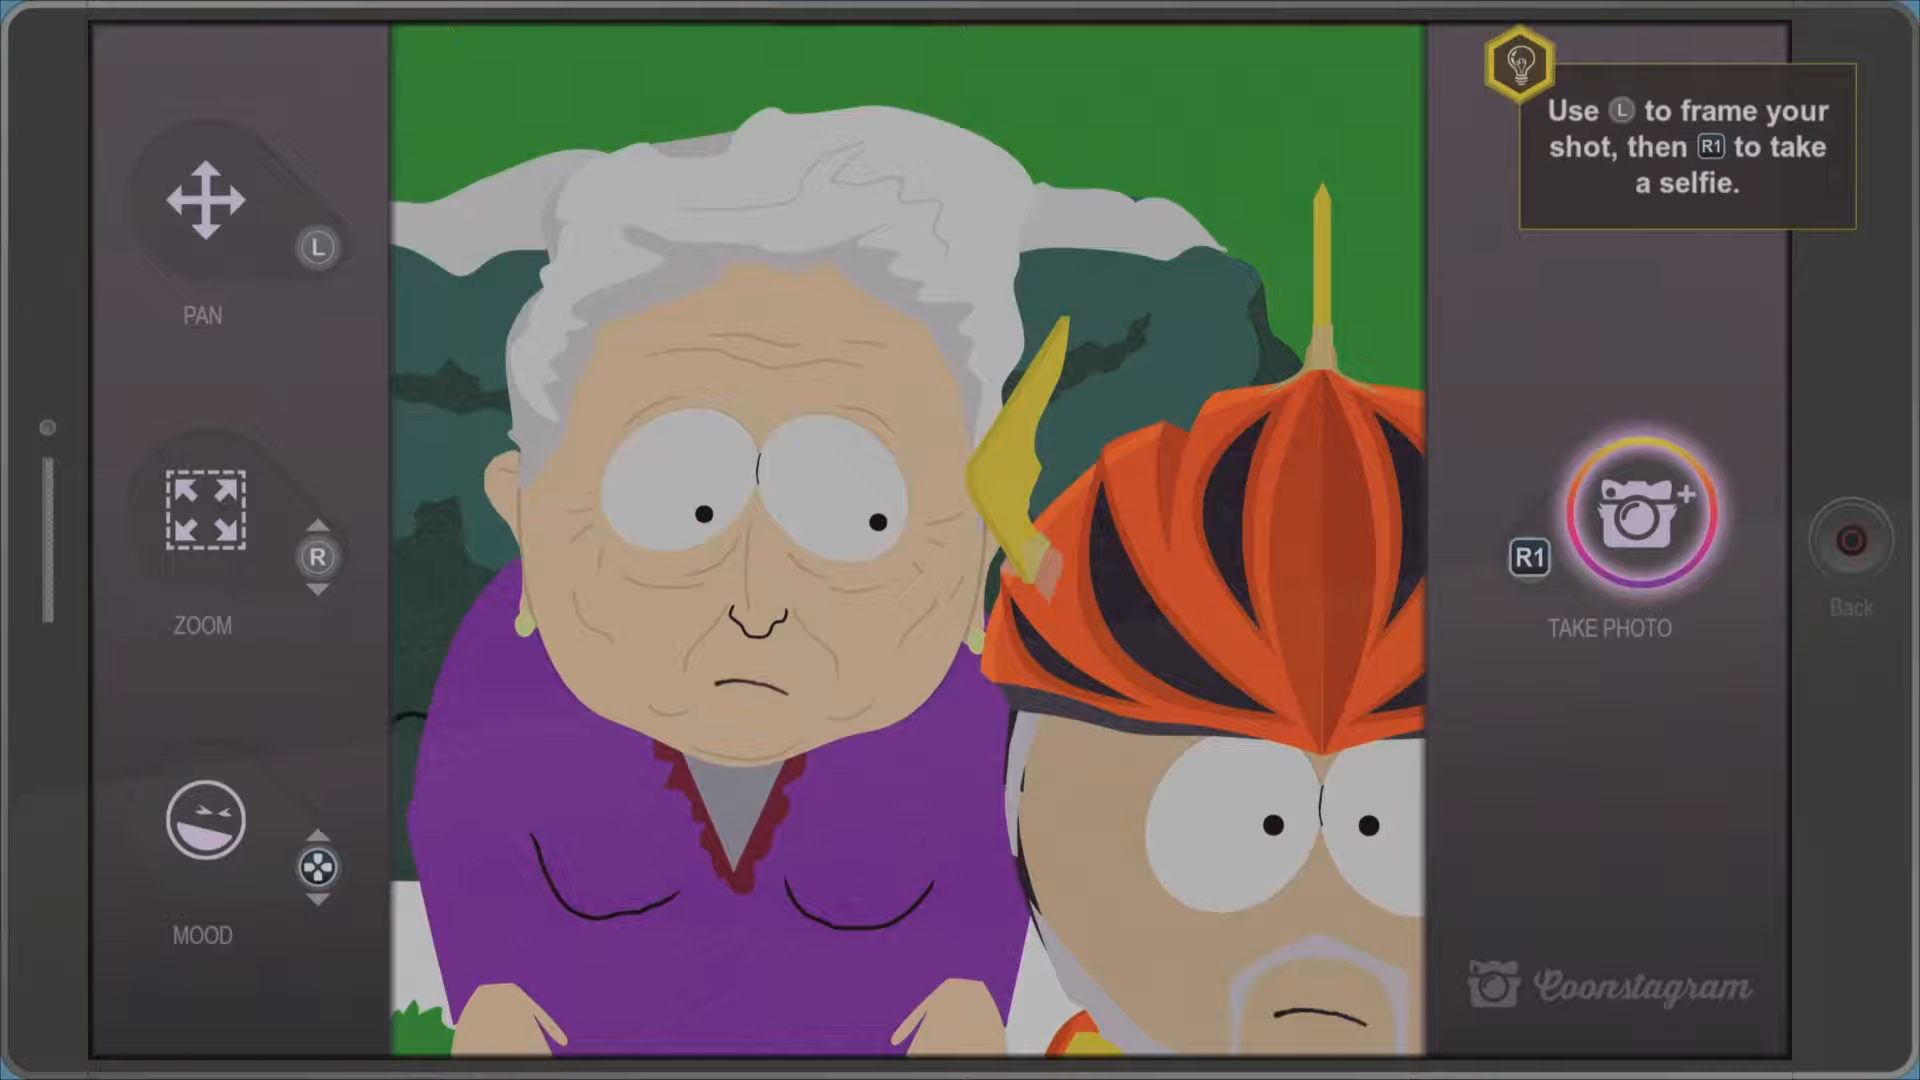 Use L to frame your
shot, then R1 to take
a selfie.
L
PAN
R
ZOOM
MOOD
R1
TAKE PHOTO
Back
Coonstagram